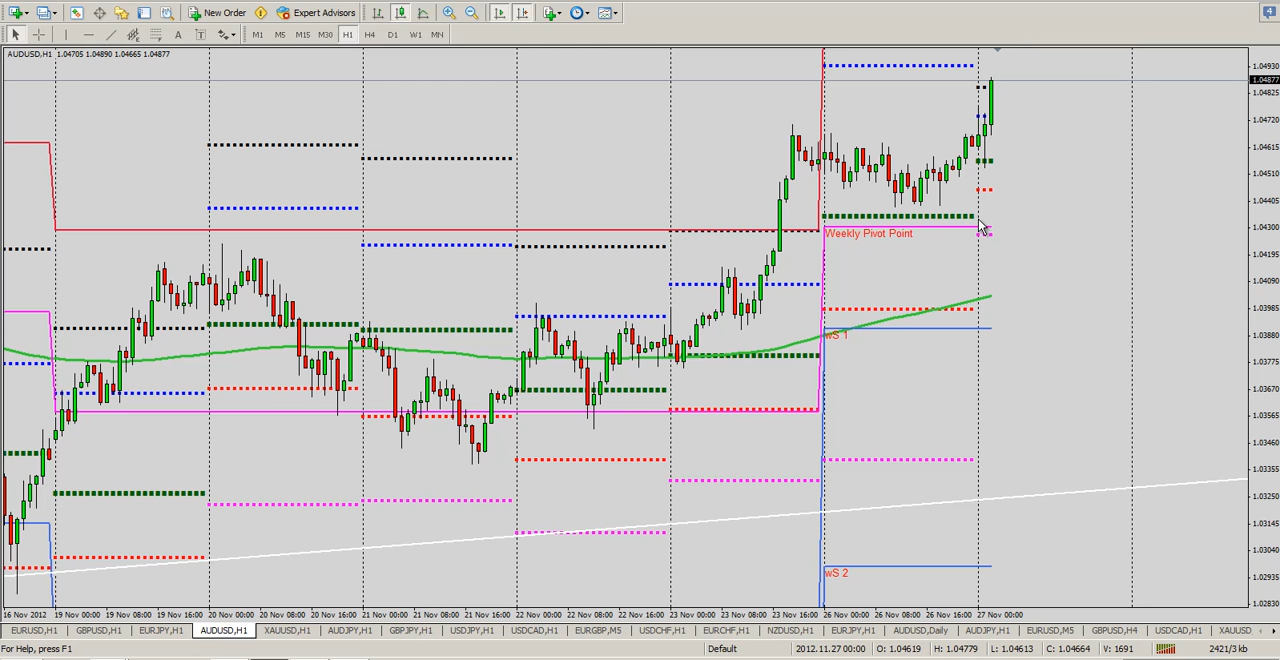 New Order Expert Advisors 4
A T M1 M5 M15 M30 H1 H4 D1 W1 MN
AUDUSD,H1 1.04705 1.04890 1.04665 1.04877
1.04930
1.04877
1.04825
1.04720
1.04615
1.04510
1.04405
1.04300
Weekly Pivot Point
1.04195
1.04090
1.03985
wS 1
1.03880
1.03775
1.03670
1.03565
1.03460
1.03355
1.03250
1.03145
1.03040
wS 2
1.02935
1.02830
16 Nov 2012 19 Nov 00:00 19 Nov 08:00 19 Nov 16:00 20 Nov 00:00 20 Nov 08:00 20 Nov 16:00 21 Nov 00:00 21 Nov 08:00 21 Nov 16:00 22 Nov 00:00 22 Nov 08:00 22 Nov 16:00 23 Nov 00:00 23 Nov 08:00 23 Nov 16:00 26 Nov 00:00 26 Nov 08:00 26 Nov 16:00 27 Nov 00:00
EURUSD,H1 GBPUSD,H1 EURJPY,H1 AUDUSD,H1 XAUUSD,H1 AUDJPY,H1 GBPJPY,H1 USDJPY,H1 USDCAD,H1 EURGBP,M5 USDCHF,H1 EURCHF,H1 NZDUSD,H1 EURJPY,H1 AUDUSD,Daily AUDJPY,H1 EURUSD,M5 GBPUSD,H4 USDCAD,H1 XAUUSD
For Help, press F1 Default 2012.11.27 00:00 O: 1.04619 H: 1.04779 L: 1.04613 C: 1.04664 V: 1691 2421/3 kb